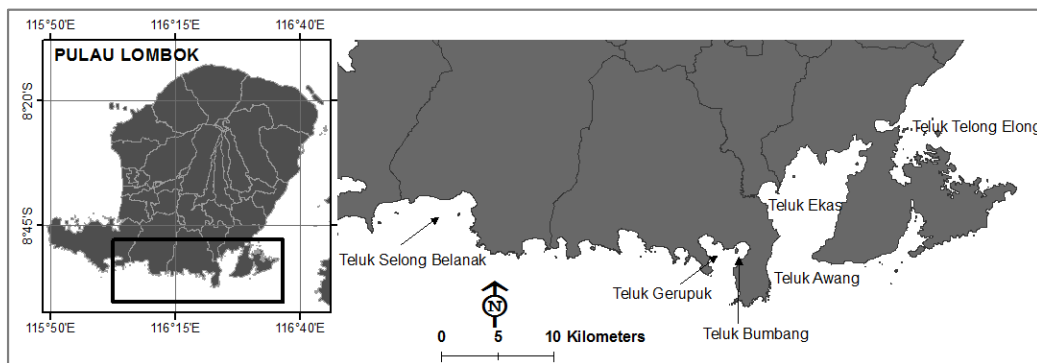 115°50'E 116°15'E 116°40'E
PULAU LOMBOK
8°20'S
8°45'S
115°50'E 116°15'E 116°40'E
Teluk Telong Elong
Teluk Ekas
Teluk Selong Belanak
Teluk Awang
Teluk Gerupuk
Teluk Bumbang
N
0 5 10 Kilometers